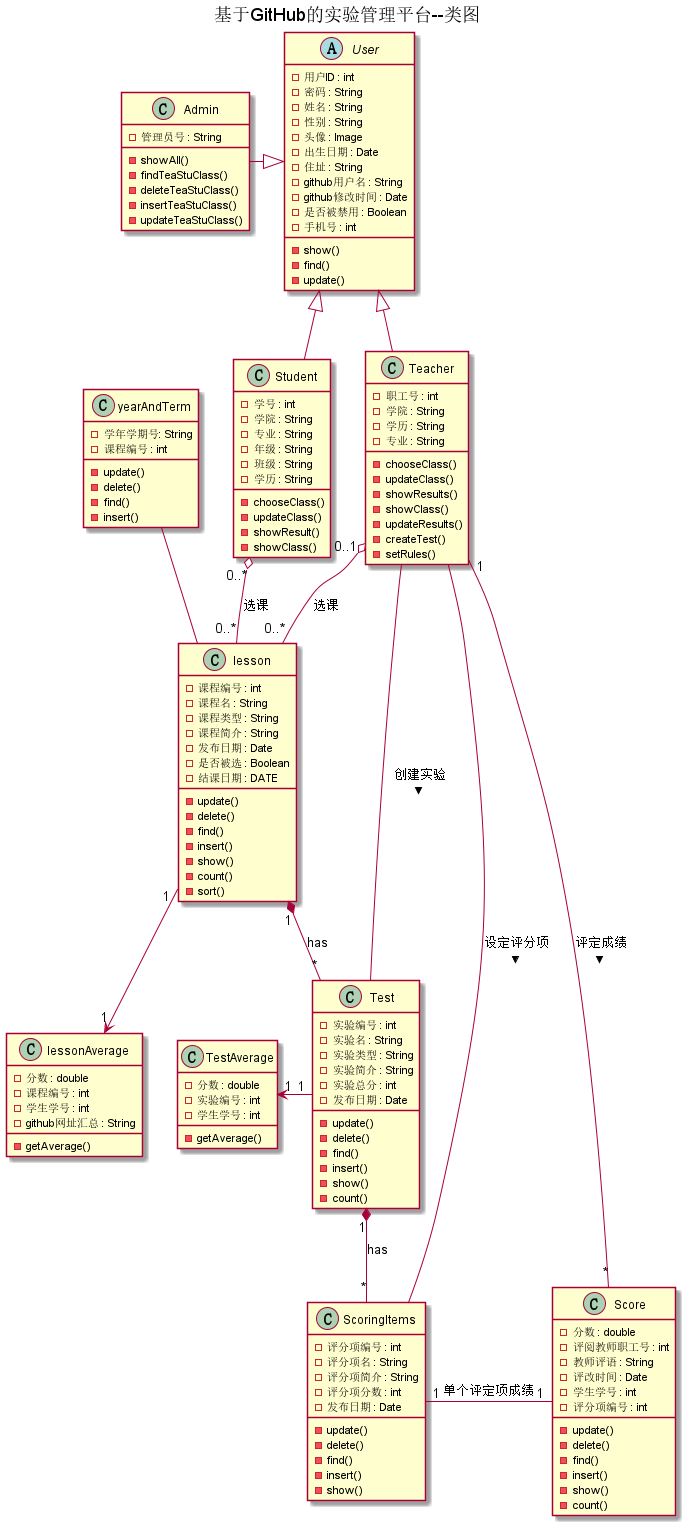 基于GitHub的实验管理平台--类图
A User
用户ID : int
密码 : String
姓名 : String
性别 : String
头像 : Image
出生日期 : Date
住址 : String
github用户名 : String
github修改时间 : Date
是否被禁用 : Boolean
手机号 : int
show()
find()
update()
C Admin
管理员号 : String
showAll()
findTeaStuClass()
deleteTeaStuClass()
insertTeaStuClass()
updateTeaStuClass()
C yearAndTerm
学年学期号: String
课程编号 : int
update()
delete()
find()
insert()
C Student
学号 : int
学院 : String
专业 : String
年级 : String
班级 : String
学历 : String
chooseClass()
updateClass()
showResult()
showClass()
C Teacher
职工号 : int
学院 : String
学历 : String
专业 : String
chooseClass()
updateClass()
showResults()
showClass()
updateResults()
createTest()
setRules()
0..*
选课
0..*
0..1
选课
0..*
1
C lesson
课程编号 : int
课程名 : String
课程类型 : String
课程简介 : String
发布日期 : Date
是否被选 : Boolean
结课日期 : DATE
update()
delete()
find()
insert()
show()
count()
sort()
创建实验
▼
设定评分项
▼
评定成绩
▼
1
1
1
has
*
C lessonAverage
分数 : double
课程编号 : int
学生学号 : int
github网址汇总 : String
getAverage()
C TestAverage
分数 : double
实验编号 : int
学生学号 : int
getAverage()
1 1
C Test
实验编号 : int
实验名 : String
实验类型 : String
实验简介 : String
实验总分 : int
发布日期 : Date
update()
delete()
find()
insert()
show()
count()
1
has
*
*
C ScoringItems
评分项编号 : int
评分项名 : String
评分项简介 : String
评分项分数 : int
发布日期 : Date
update()
delete()
find()
insert()
show()
1 单个评定项成绩 1
C Score
分数 : double
评阅教师职工号 : int
教师评语 : String
评改时间 : Date
学生学号 : int
评分项编号 : int
update()
delete()
find()
insert()
show()
count()